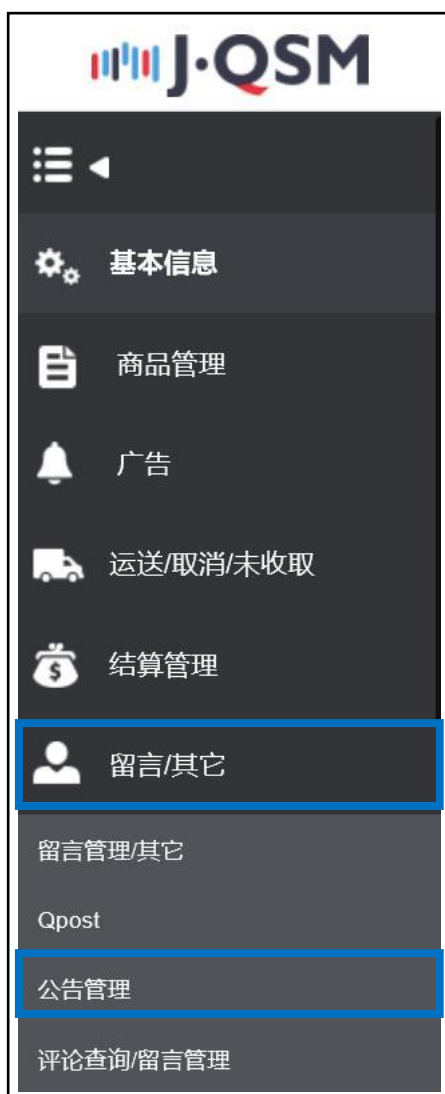 J·QSM
基本信息
商品管理
广告
运送/取消/未收取
结算管理
留言/其它
留言管理/其它
Qpost
公告管理
评论查询/留言管理